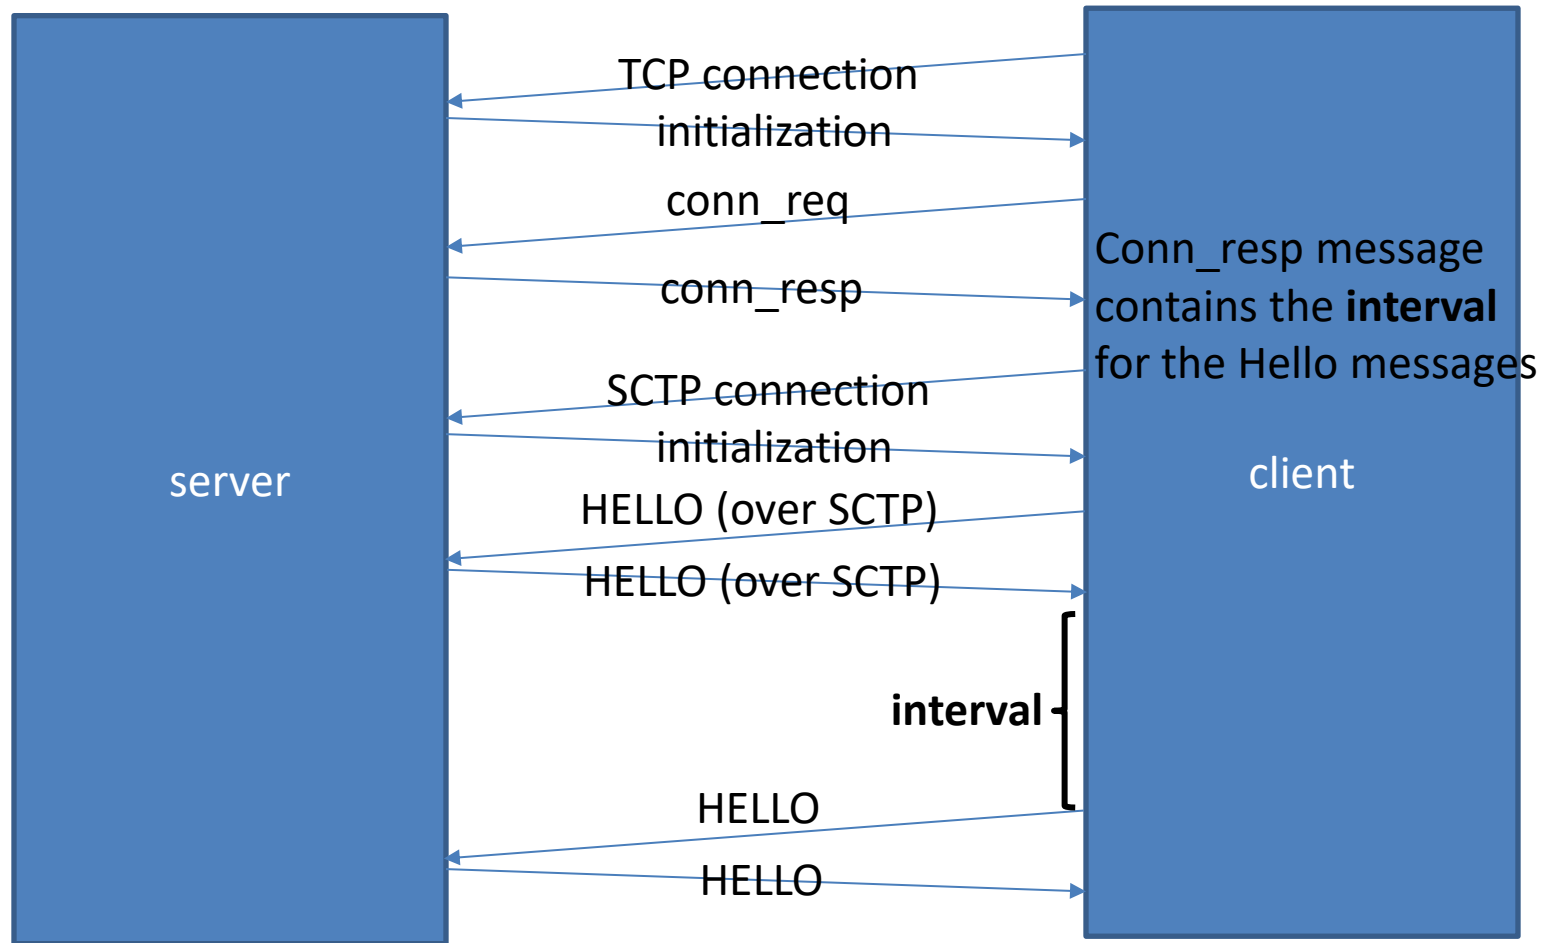 TCP connection
initialization
conn_req
Conn_resp message
contains the interval
for the Hello messages
conn_resp
SCTP connection
initialization
server
client
HELLO (over SCTP)
HELLO (over SCTP)
interval
HELLO
HELLO